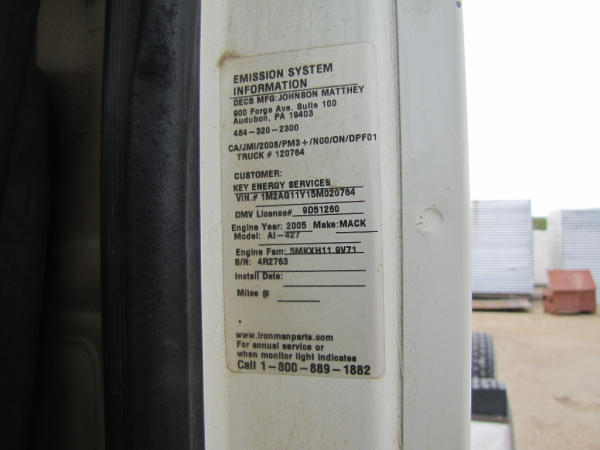 EMISSION SYSTEM
INFORMATION
DECS MFG:JOHNSON MATTHEY
900 Forge Ave. Suite 100
Audubon, PA 19403
484-320-2300
CA/JMI/2008/PM3+/N00/ON/DPF01
TRUCK # 120764
CUSTOMER:
KEY ENERGY SERVICES
VIN.# 1M2AG11Y15M020764
DMV License# 9D51260
Engine Year: 2005 Make: MACK
Model: AI-427
Engine Fam: 5MKXH11.9V71
S/N: 4R2763
Install Date:
Miles @
www.ironmanparts.com
For annual service or
when monitor light indicates
Call 1-800-889-1882